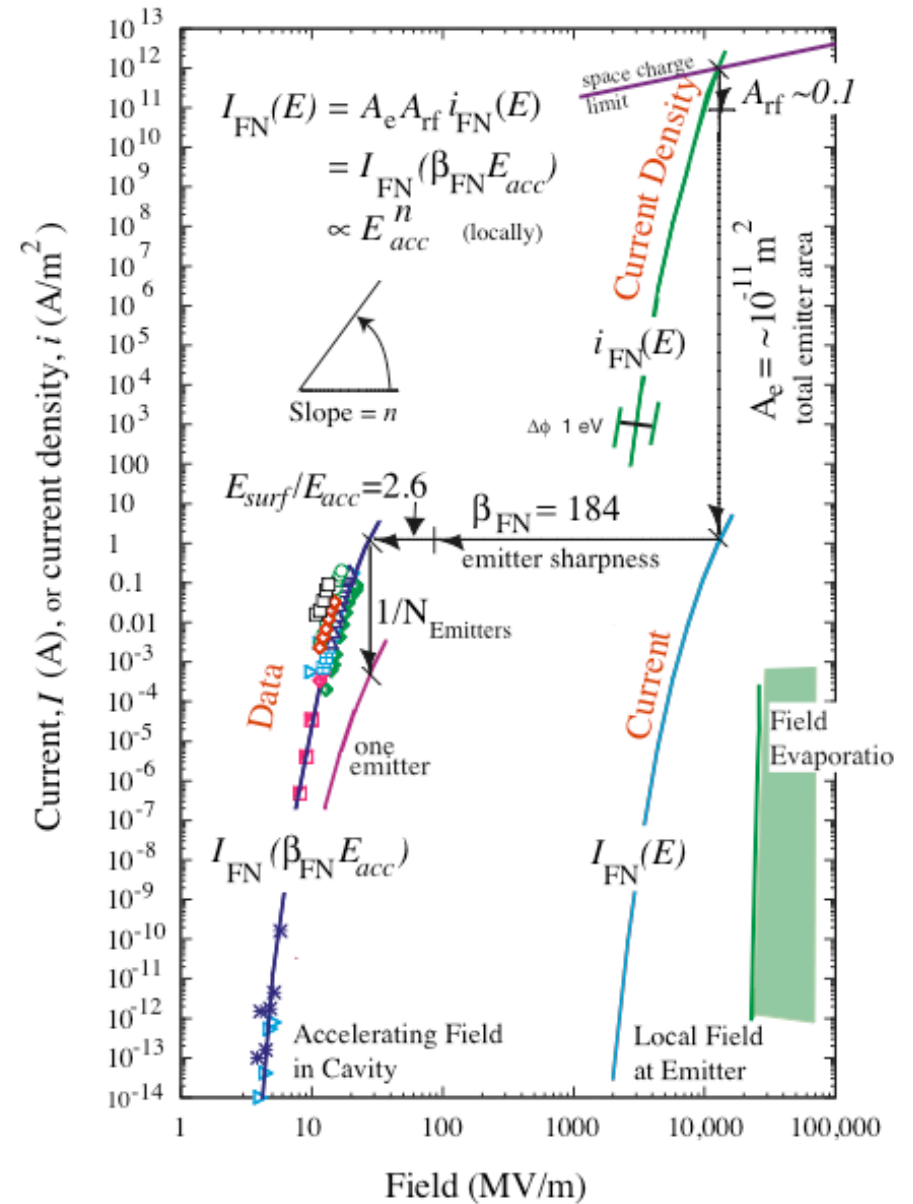 10^13
10^12
10^11
10^10
10^9
10^8
10^7
10^6
10^5
10^4
10^3
100
10
1
0.1
0.01
10^-3
10^-4
10^-5
10^-6
10^-7
10^-8
10^-9
10^-10
10^-11
10^-12
10^-13
10^-14
Current, I (A), or current density, i (A/m^2)
I_FN(E) = A_e A_rf i_FN(E)
= I_FN(β_FN E_acc)
∝ E_acc^n (locally)
Slope = n
space charge
limit
A_rf ~0.1
Current Density
A_e = ~10^-11 m^2
total emitter area
i_FN(E)
Δϕ 1 eV
E_surf/E_acc=2.6
β_FN = 184
emitter sharpness
1/N_Emitters
Data
one
emitter
Current
Field
Evaporatio
I_FN(β_FN E_acc)
I_FN(E)
Accelerating Field
in Cavity
Local Field
at Emitter
1
10
100
1000
10,000
100,000
Field (MV/m)